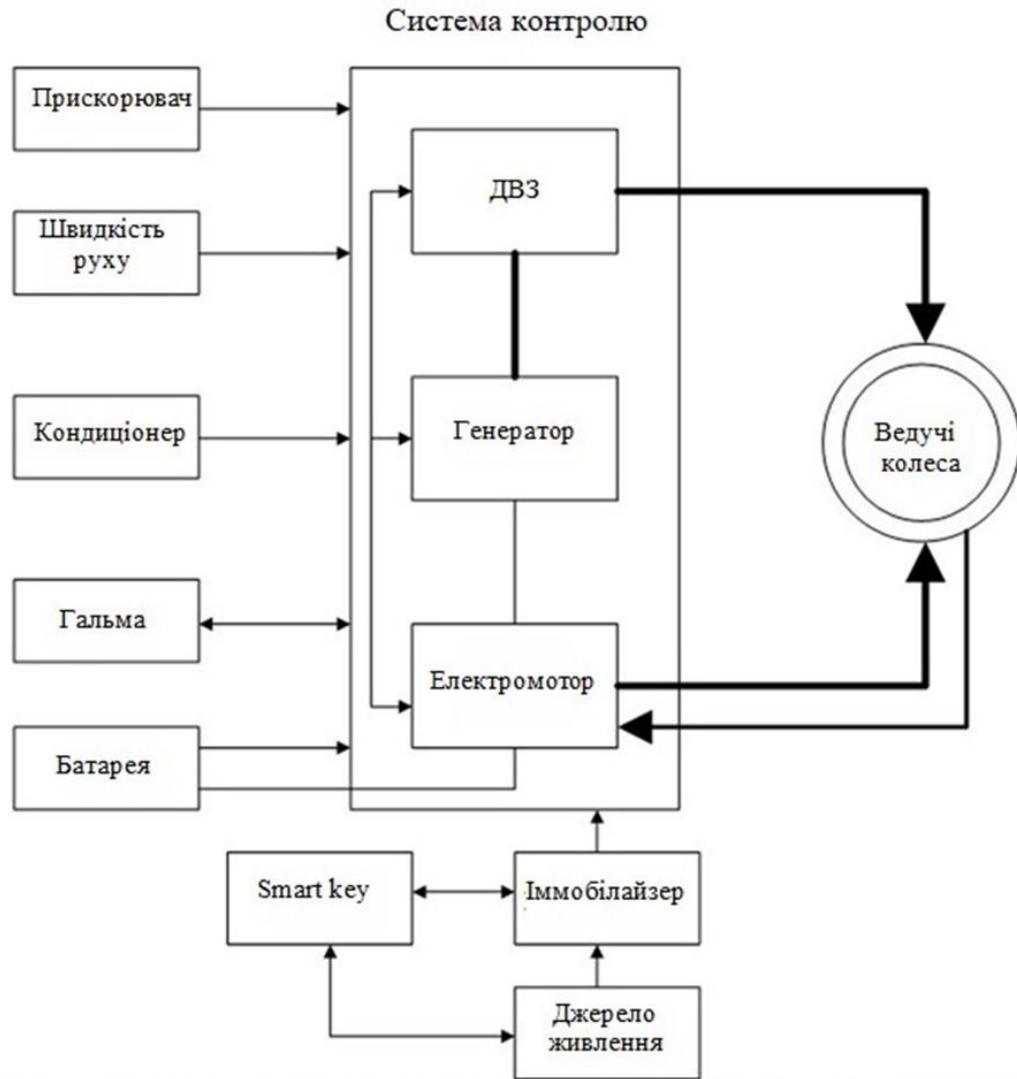 Система контролю
Прискорювач
ДВЗ
Швидкість
руху
Кондиціонер
Генератор
Ведучі
колеса
Гальма
Електромотор
Батарея
Smart key
Іммобілайзер
Джерело
живлення